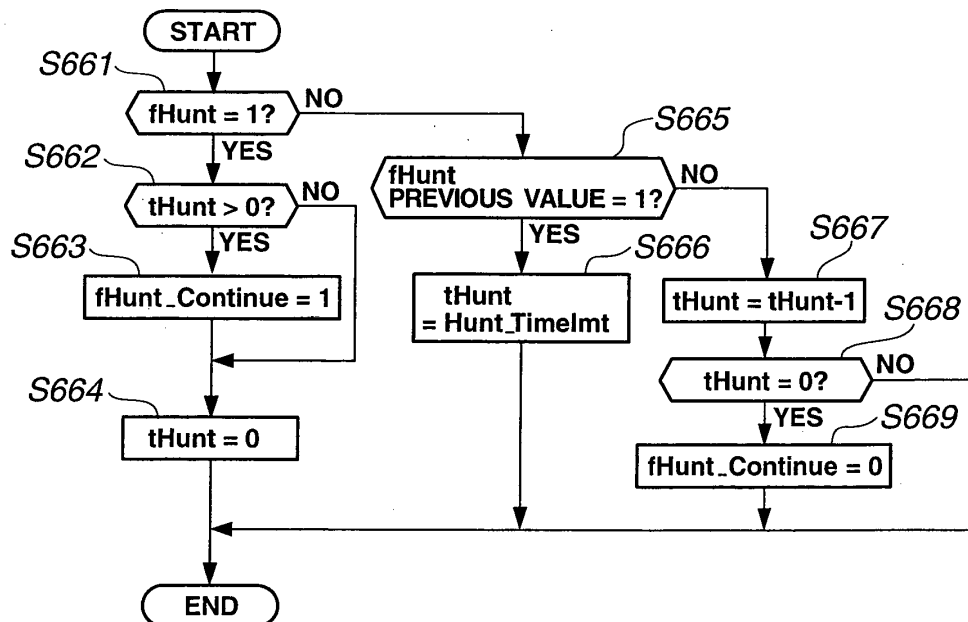 START
S661
fHunt = 1?
NO
YES
S662
tHunt > 0?
NO
YES
S663
fHunt_Continue = 1
S664
tHunt = 0
S665
fHunt
PREVIOUS VALUE = 1?
NO
YES
S666
tHunt
= Hunt_TimeImt
S667
tHunt = tHunt-1
S668
tHunt = 0?
NO
YES
S669
fHunt_Continue = 0
END